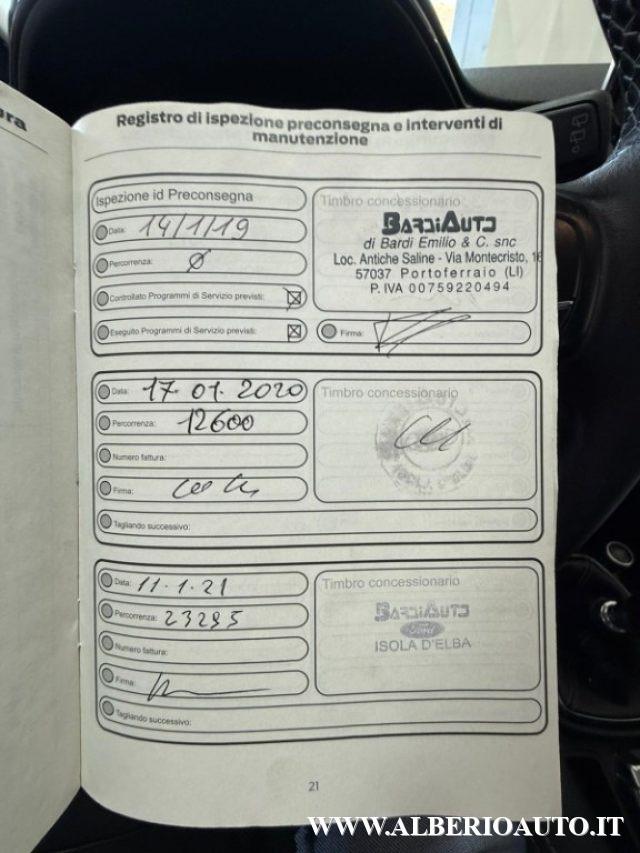 Registro di ispezione preconsegna e interventi di
manutenzione
Ispezione id Preconsegna
Data: 14/1/19
Percorrenza: Ø
Controllato Programmi di Servizio previsti: ☒
Eseguito Programmi di Servizio previsti: ☒
Timbro concessionario
BARDIAUTO
di Bardi Emilio & C. snc
Loc. Antiche Saline - Via Montecristo, 16
57037 Portoferraio (LI)
P. IVA 00759220494
Firma:
Data: 17.01.2020
Percorrenza: 12600
Numero fattura:
Firma:
Tagliando successivo:
Timbro concessionario
Data: 11.1.21
Percorrenza: 23295
Numero fattura:
Firma:
Tagliando successivo:
Timbro concessionario
BARDIAUTO
Ford
ISOLA D'ELBA
21
WWW.ALBERIOAUTO.IT